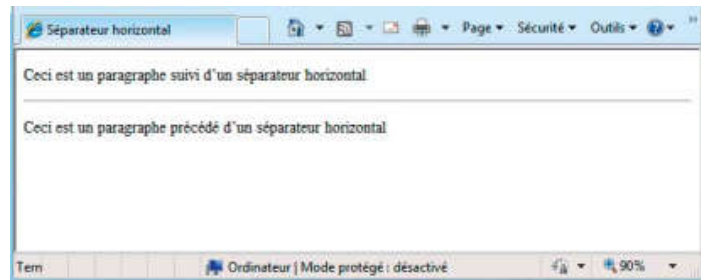 Séparateur horizontal Page Sécurité Outils
Ceci est un paragraphe suivi d'un séparateur horizontal
Ceci est un paragraphe précédé d'un séparateur horizontal
Tern Ordinateur | Mode protégé : désactivé 90%